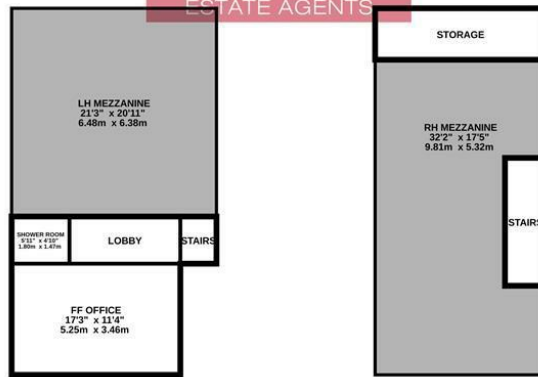 ESTATE AGENTS
LH MEZZANINE
21'3" x 20'11"
6.48m x 6.38m
SHOWER ROOM
5'11" x 4'10"
1.80m x 1.47m
LOBBY
STAIRS
FF OFFICE
17'3" x 11'4"
5.25m x 3.46m
STORAGE
RH MEZZANINE
32'2" x 17'5"
9.81m x 5.32m
STAIRS